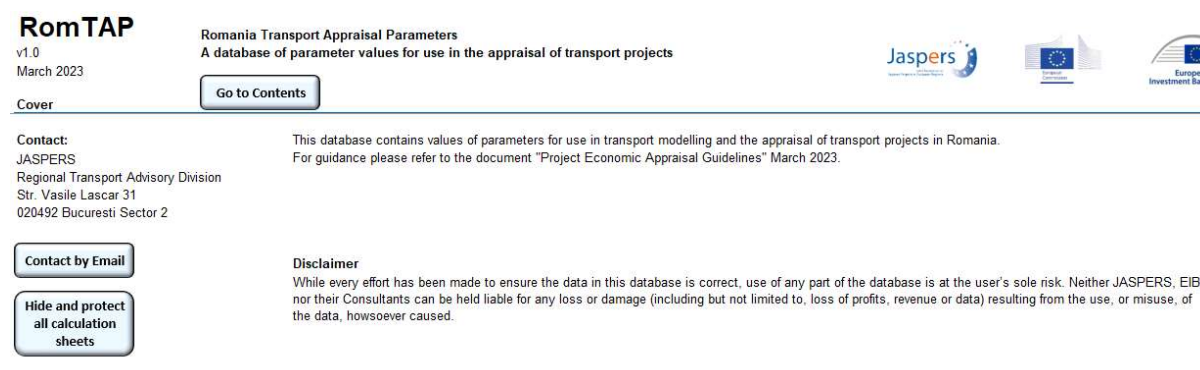 RomTAP
v1.0
March 2023
Cover
Romania Transport Appraisal Parameters
A database of parameter values for use in the appraisal of transport projects
Go to Contents
Jaspers
European
Commission
Europe
Investment Ba
Contact:
JASPERS
Regional Transport Advisory Division
Str. Vasile Lascar 31
020492 Bucuresti Sector 2
Contact by Email
Hide and protect
all calculation
sheets
This database contains values of parameters for use in transport modelling and the appraisal of transport projects in Romania.
For guidance please refer to the document "Project Economic Appraisal Guidelines" March 2023.
Disclaimer
While every effort has been made to ensure the data in this database is correct, use of any part of the database is at the user's sole risk. Neither JASPERS, EIB
nor their Consultants can be held liable for any loss or damage (including but not limited to, loss of profits, revenue or data) resulting from the use, or misuse, of
the data, howsoever caused.